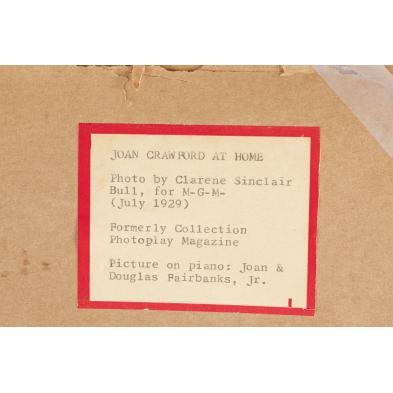 JOAN CRAWFORD AT HOME
Photo by Clarene Sinclair
Bull, for M-G-M-
(July 1929)
Formerly Collection
Photoplay Magazine
Picture on piano: Joan &
Douglas Fairbanks, Jr.